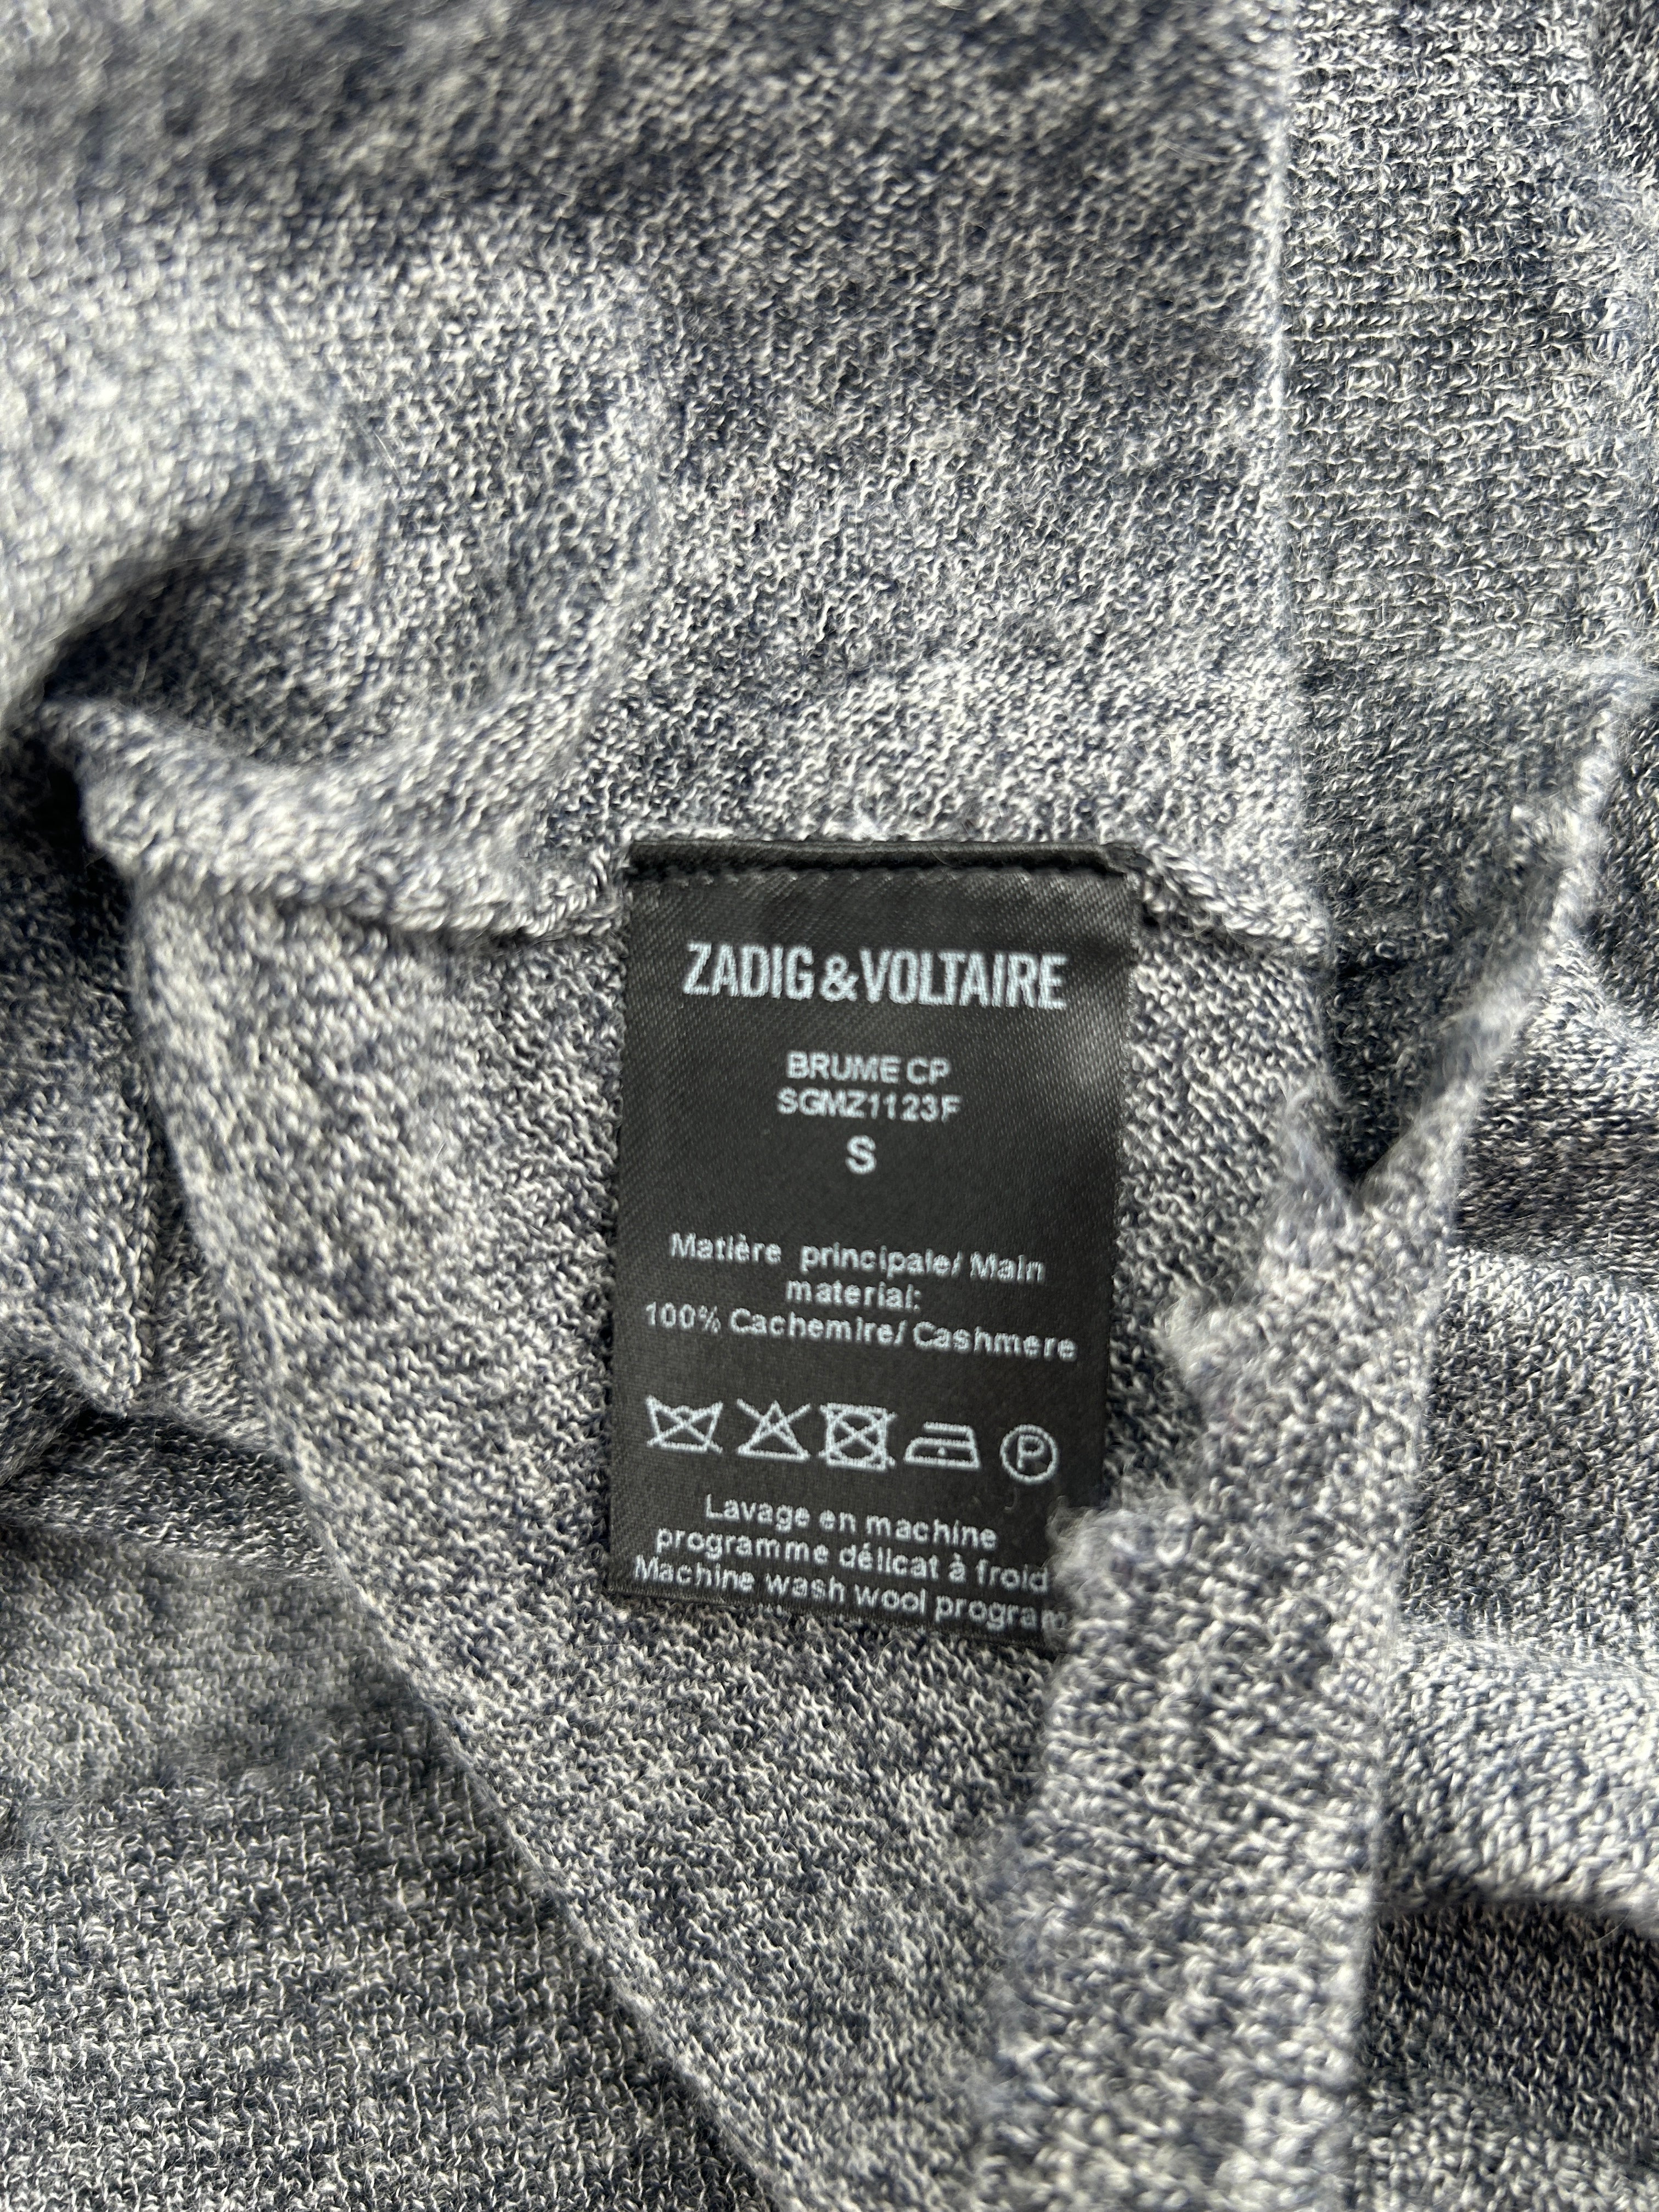 ZADIG&VOLTAIRE
BRUME CP
SGMZ1123F
S
Matière principale/ Main
material:
100% Cachemire/ Cashmere
P
Lavage en machine
programme délicat à froid
Machine wash wool program